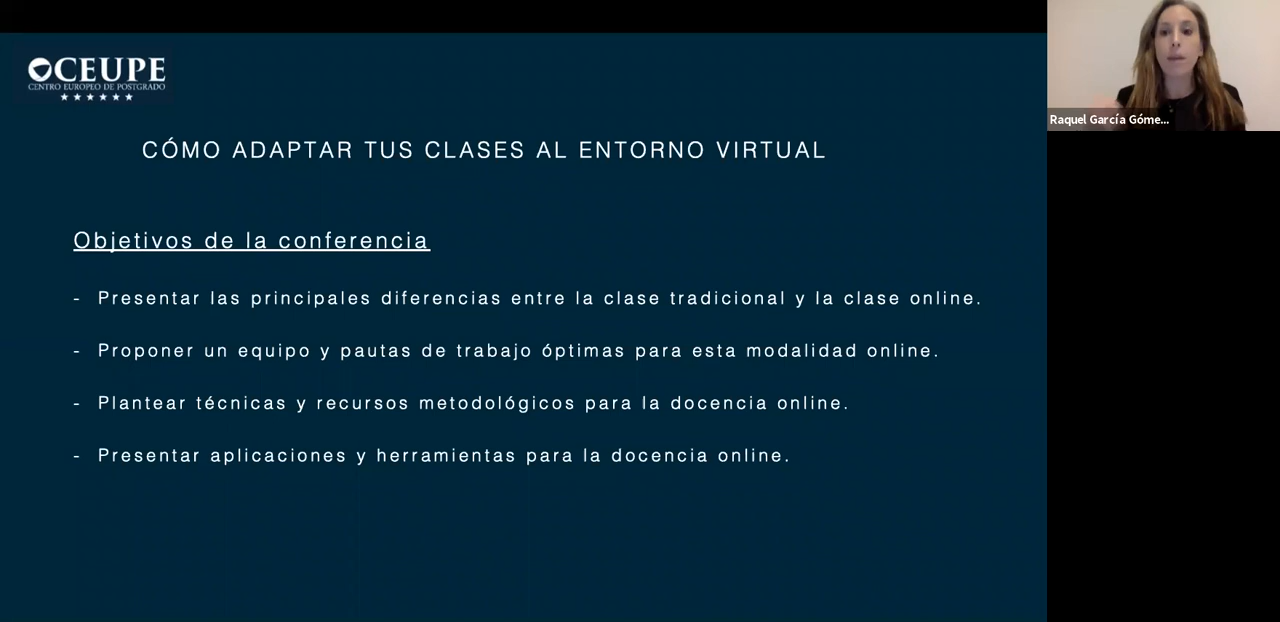 CEUPE
CENTRO EUROPEO DE POSTGRADO
Raquel García Góme...
CÓMO ADAPTAR TUS CLASES AL ENTORNO VIRTUAL
Objetivos de la conferencia
- Presentar las principales diferencias entre la clase tradicional y la clase online.
- Proponer un equipo y pautas de trabajo óptimas para esta modalidad online.
- Plantear técnicas y recursos metodológicos para la docencia online.
- Presentar aplicaciones y herramientas para la docencia online.